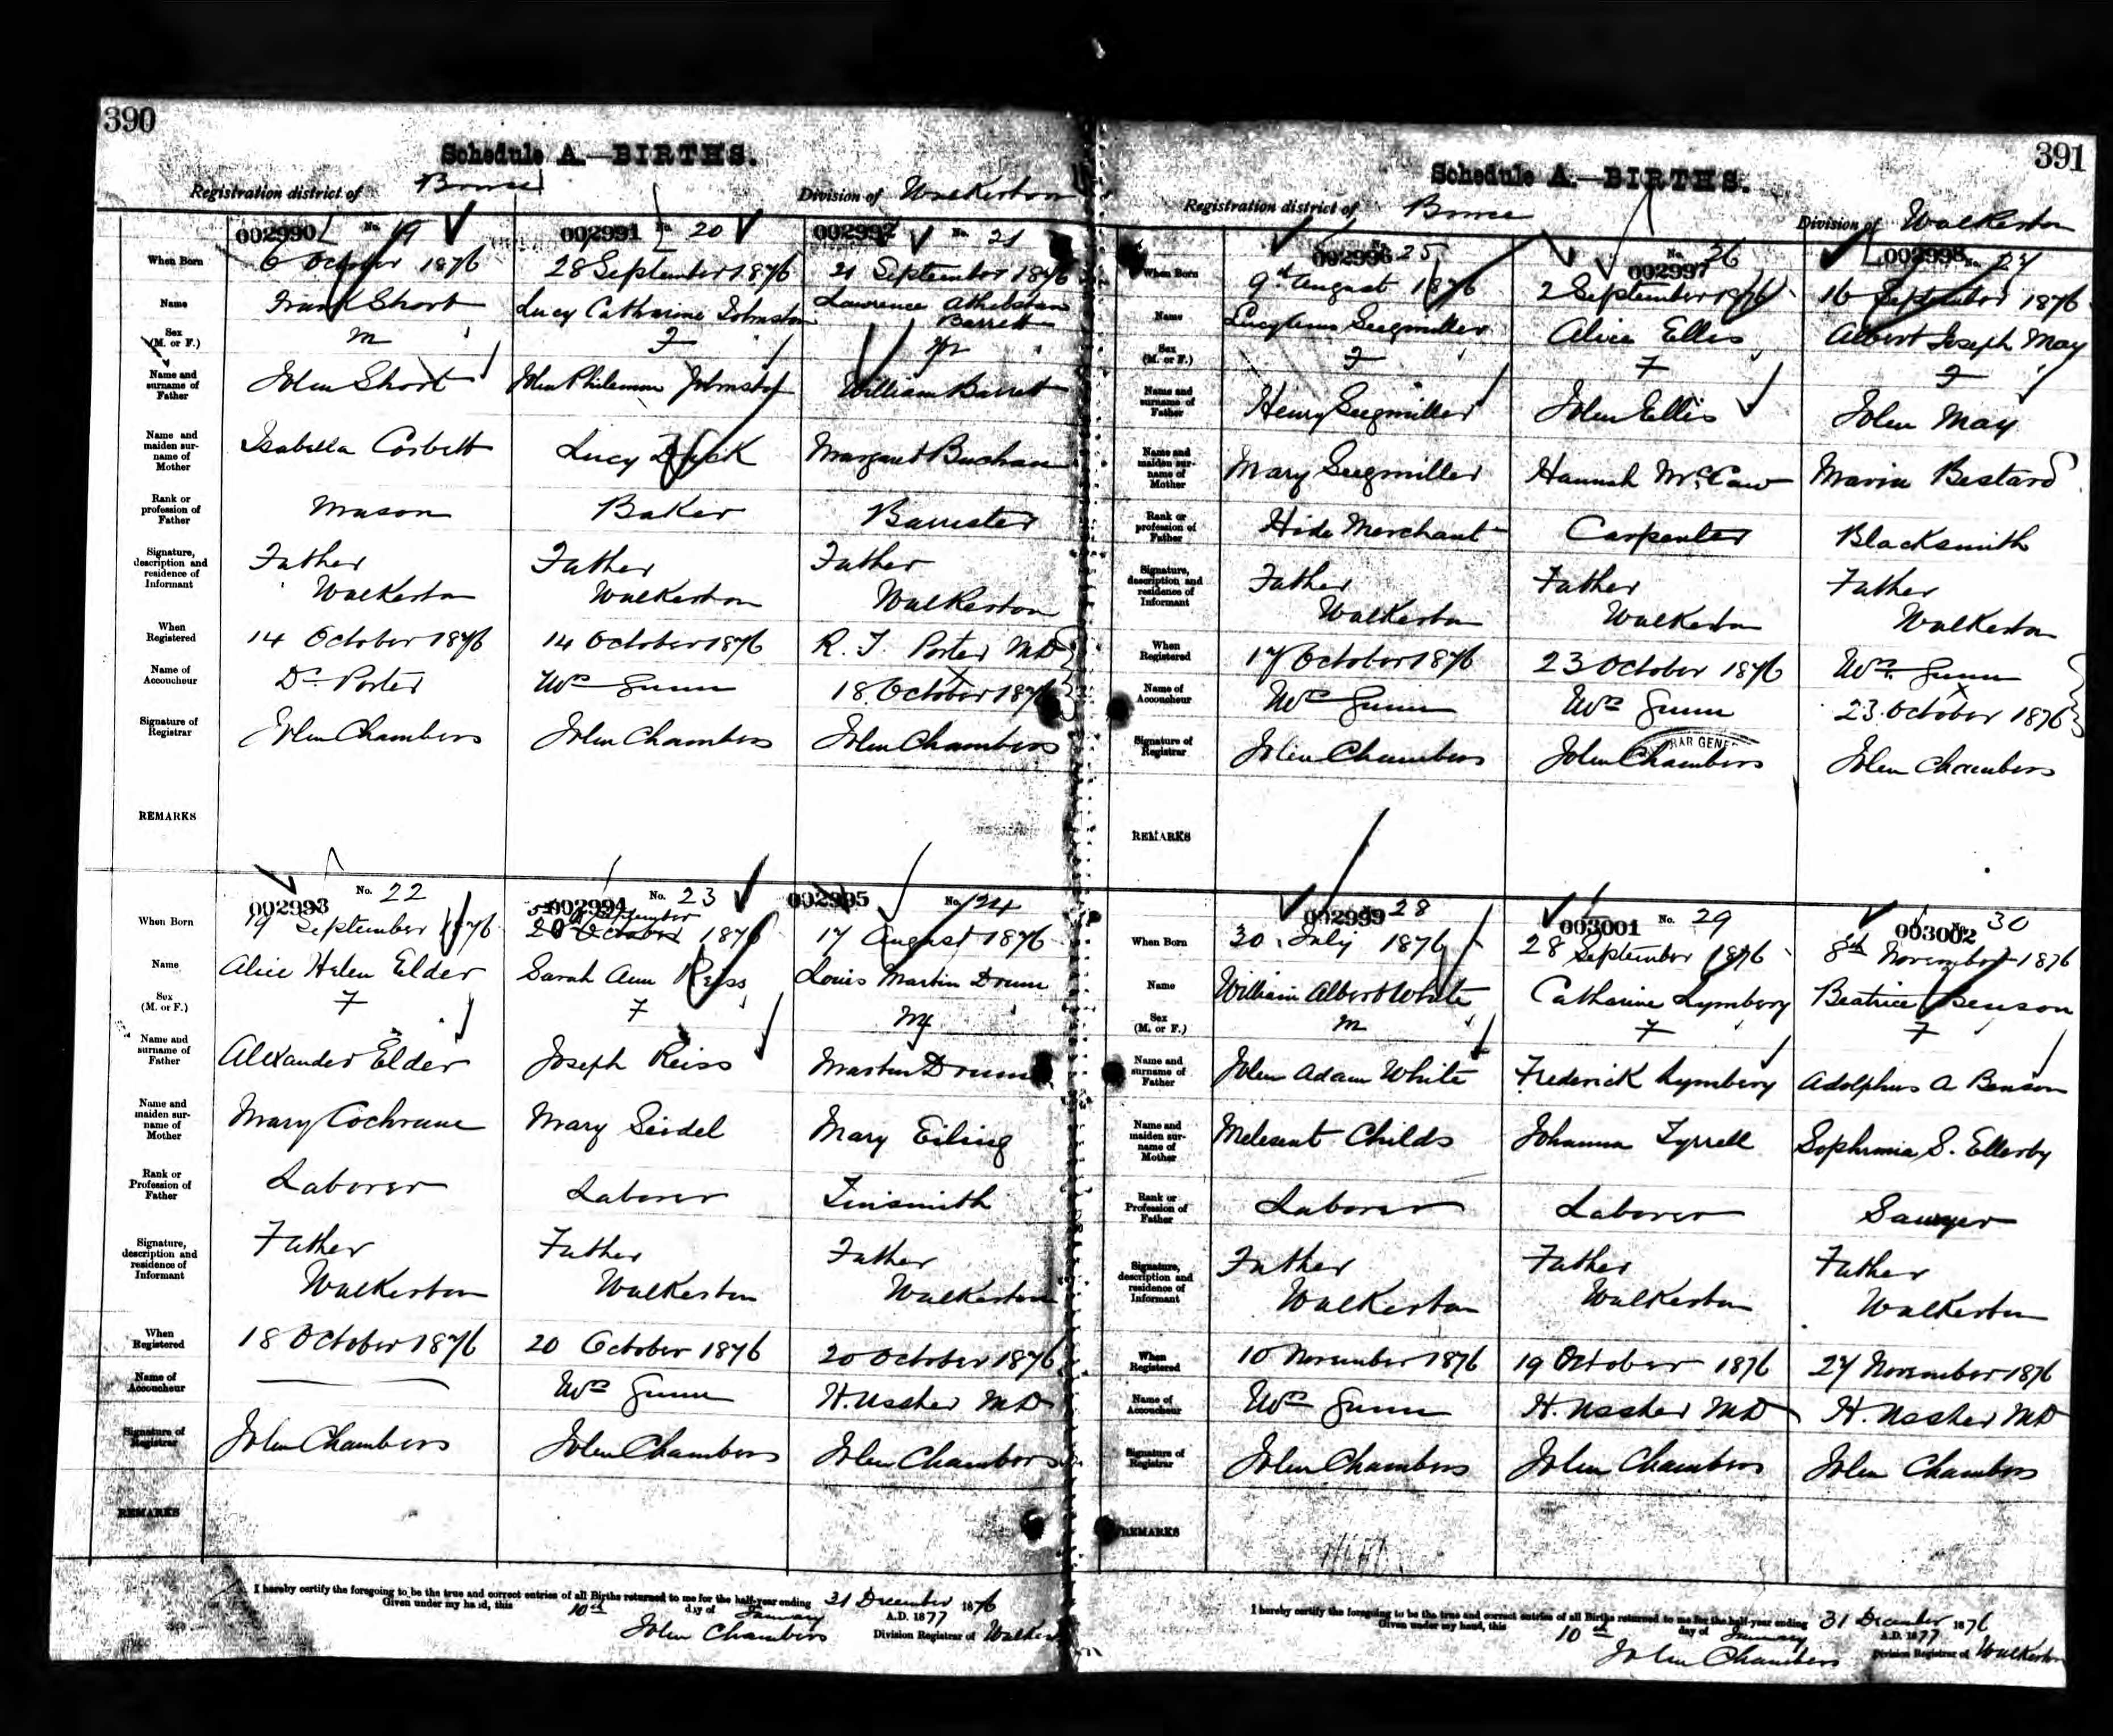 390
Schedule A.—BIRTHS.
Registration district of Bruce Division of Walkerton
002990 No. 19 002991 No. 20 002992 No. 21
When Born 6 October 1876 28 September 1876 21 September 1876
Name Frank Short Lucy Catharine Johnston Lawrence Athelstan Barrett
Sex (M. or F.) M F M
Name and surname of Father John Short John Philemon Johnston William Barrett
Name and maiden surname of Mother Isabella Corbett Lucy Margaret Buchan
Rank or profession of Father Mason Baker Barrister
Signature, description and residence of Informant Father Walkerton Father Walkerton Father Walkerton
When Registered 14 October 1876 14 October 1876 R. J. Porter MD
Name of Accoucheur Dr Porter Wm Gunn 18 October 1876
Signature of Registrar John Chambers John Chambers John Chambers
REMARKS
002993 No. 22 002994 No. 23 002995 No. 24
When Born 19 September 1876 September 20 October 1876 17 August 1876
Name Alice Helen Elder Sarah Ann Reiss Louis Martin Drum
Sex (M. or F.) F F M
Name and surname of Father Alexander Elder Joseph Reiss Martin Drum
Name and maiden surname of Mother Mary Cochrane Mary Seidel Mary Eiling
Rank or Profession of Father Laborer Laborer Tinsmith
Signature, description and residence of Informant Father Walkerton Father Walkerton Father Walkerton
When Registered 18 October 1876 20 October 1876 20 October 1876
Name of Accoucheur — Wm Gunn H. Ussher MD
Signature of Registrar John Chambers John Chambers John Chambers
REMARKS
I hereby certify the foregoing to be the true and correct entries of all Births returned to me for the half-year ending 31 December 1876
Given under my hand, this 10th day of January A.D. 1877
John Chambers Division Registrar of Walkerton
391
Schedule A.—BIRTHS.
Registration district of Bruce Division of Walkerton
002996 No. 25 002997 No. 26 002998 No. 27
When Born 9th August 1876 2 September 1876 16 September 1876
Name Lucy Ann Seegmiller Alice Ellis Albert Joseph May
Sex (M. or F.) F F F
Name and surname of Father Henry Seegmiller John Ellis John May
Name and maiden surname of Mother Mary Seegmiller Hannah McCaw Maria Bestard
Rank or profession of Father Hide Merchant Carpenter Blacksmith
Signature, description and residence of Informant Father Walkerton Father Walkerton Father Walkerton
When Registered 17 October 1876 23 October 1876 Wm Gunn
Name of Accoucheur Wm Gunn Wm Gunn 23 October 1876
Signature of Registrar John Chambers John Chambers John Chambers
REMARKS
002999 28 003001 No. 29 003002 30
When Born 30 July 1876 28 September 1876 8th November 1876
Name William Albert White Catharine Lymbery Beatrice Benson
Sex (M. or F.) M F F
Name and surname of Father John Adam White Frederick Lymbery Adolphus A Benson
Name and maiden surname of Mother Melesent Childs Johanna Tyrrell Sophronia S. Ellerby
Rank or Profession of Father Laborer Laborer Sawyer
Signature, description and residence of Informant Father Walkerton Father Walkerton Father Walkerton
When Registered 10 November 1876 19 October 1876 27 November 1876
Name of Accoucheur Wm Gunn H. Ussher MD H. Ussher MD
Signature of Registrar John Chambers John Chambers John Chambers
REMARKS
I hereby certify the foregoing to be the true and correct entries of all Births returned to me for the half-year ending 31 December 1876
Given under my hand, this 10th day of January A.D. 1877
John Chambers Division Registrar of Walkerton